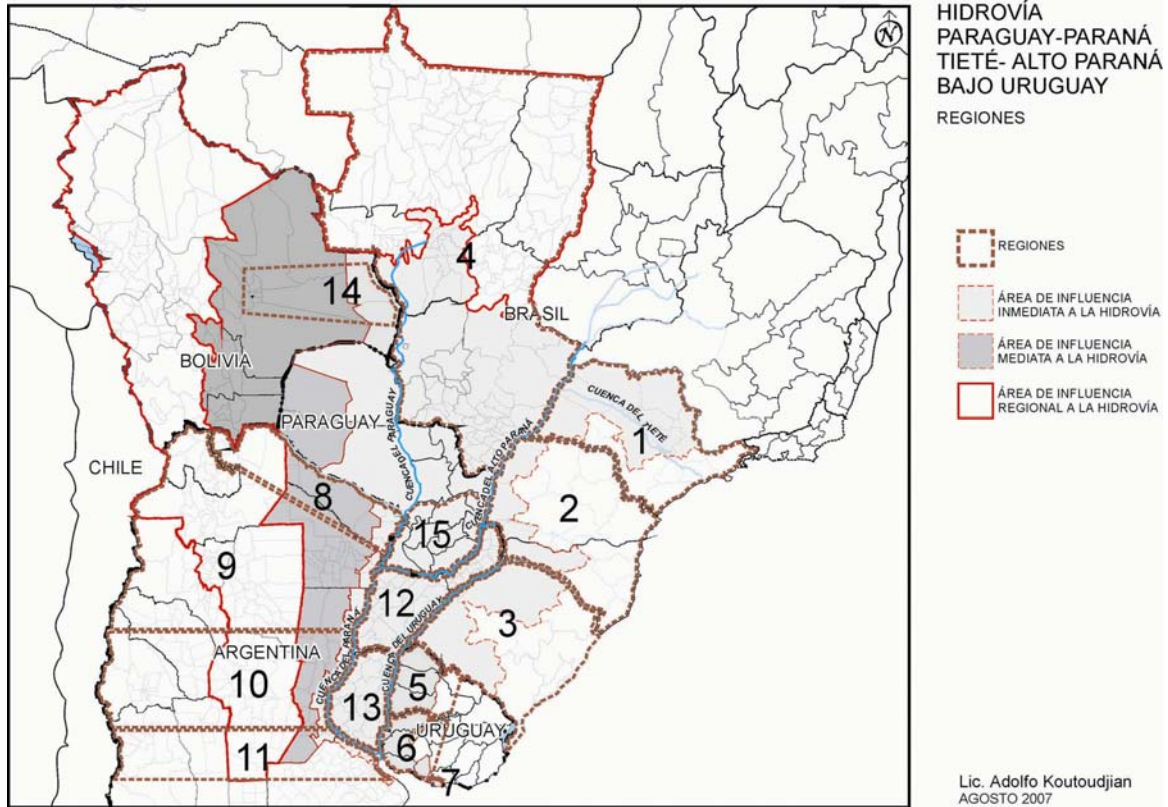 HIDROVÍA
PARAGUAY-PARANÁ
TIETÉ- ALTO PARANÁ
BAJO URUGUAY
REGIONES
N
REGIONES
ÁREA DE INFLUENCIA
INMEDIATA A LA HIDROVÍA
ÁREA DE INFLUENCIA
MEDIATA A LA HIDROVÍA
ÁREA DE INFLUENCIA
REGIONAL A LA HIDROVÍA
4
14
BRASIL
BOLIVIA
CUENCA DEL TIETÉ
PARAGUAY
CUENCA DEL PARAGUAY
CUENCA DEL ALTO PARANÁ
1
CHILE
8
2
15
9
12
3
CUENCA DEL PARANÁ
CUENCA DEL URUGUAY
ARGENTINA
10
13
5
URUGUAY
6
11
7
Lic. Adolfo Koutoudjian
AGOSTO 2007